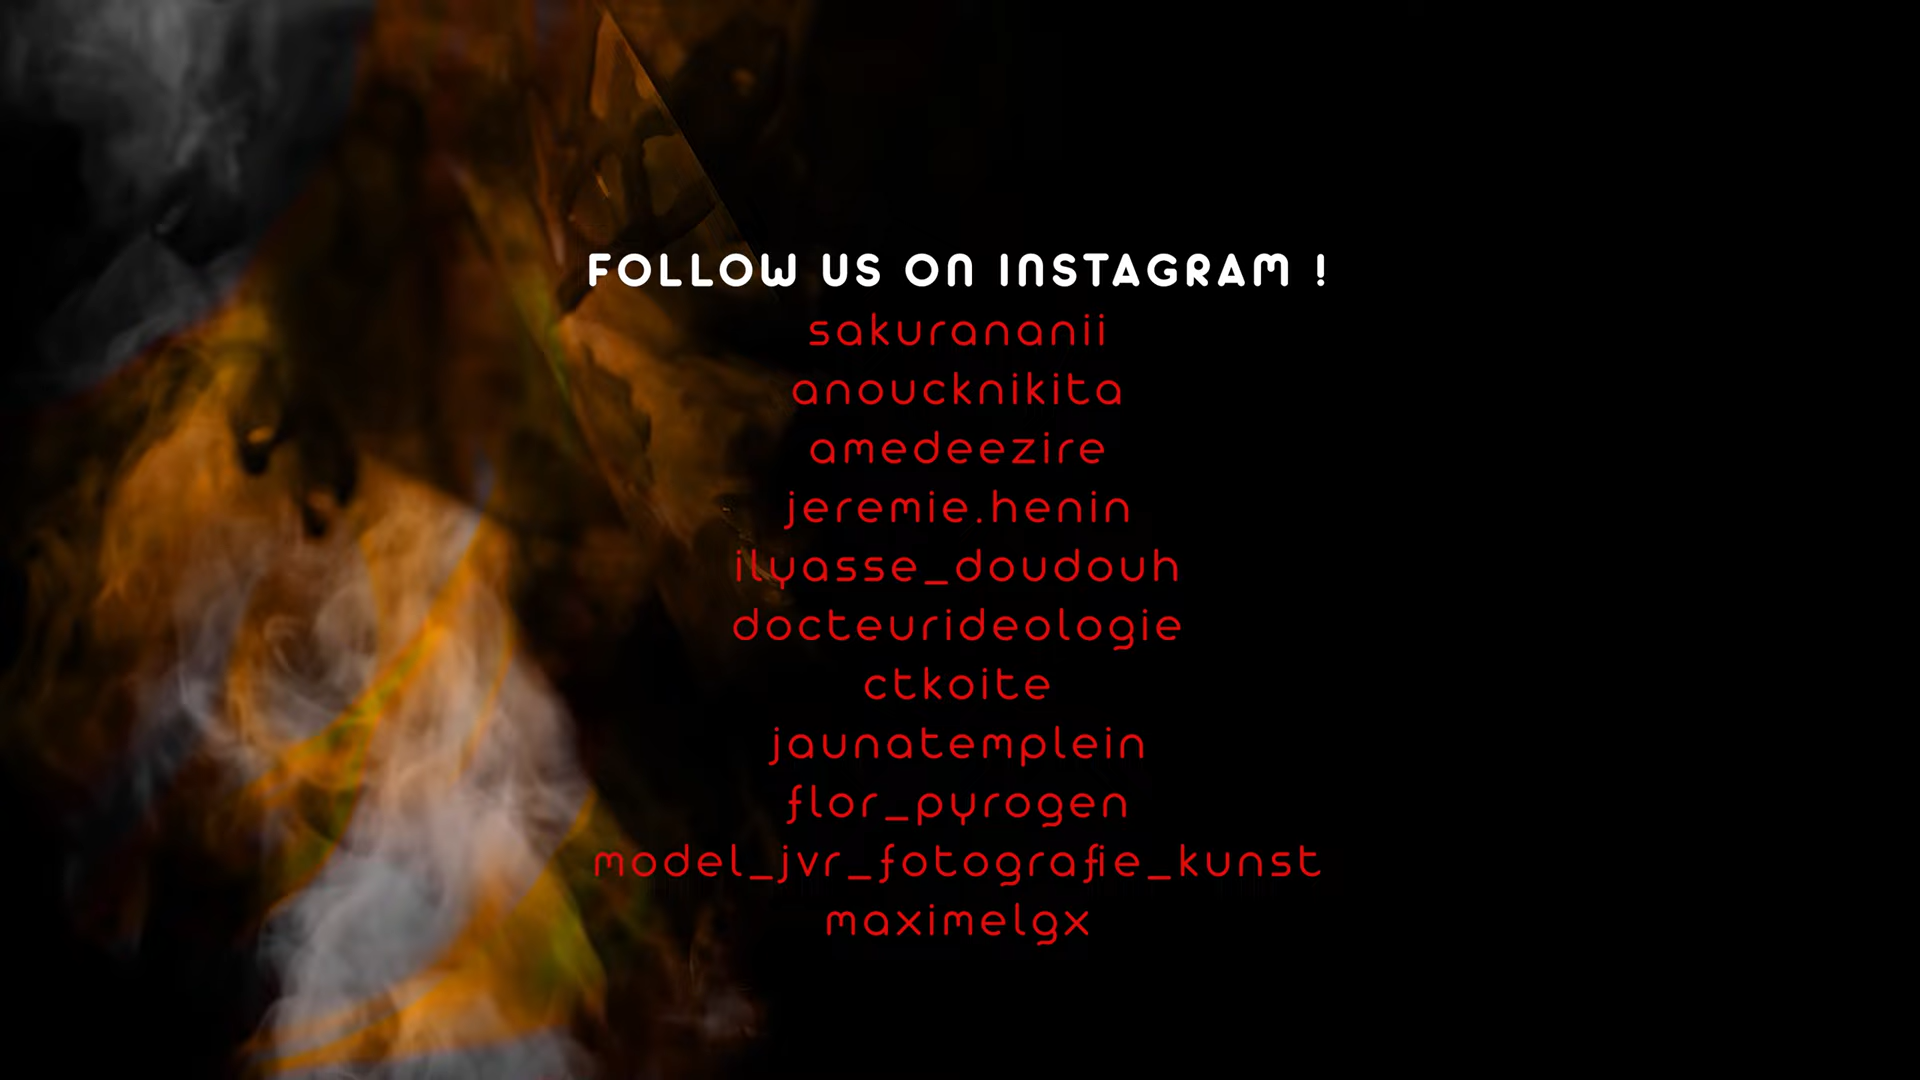 FOLLOW US ON INSTAGRAM !
sakurananii
anoucknikita
amedeezire
jeremie.henin
ilyasse_doudouh
docteurideologie
ctkoite
jaunatemplein
flor_pyrogen
model_jvr_fotografie_kunst
maximelgx